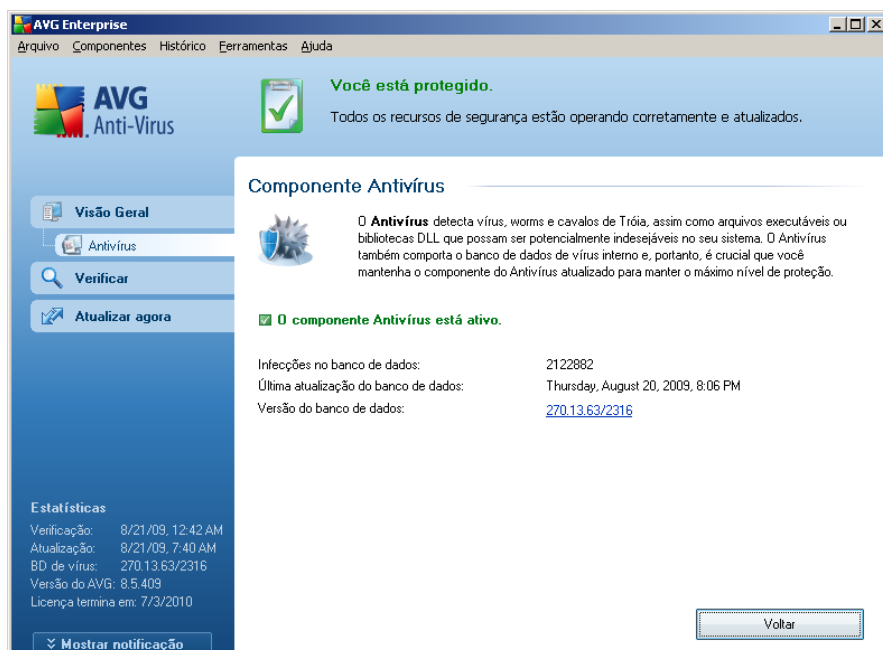 AVG Enterprise
Arquivo Componentes Histórico Ferramentas Ajuda
AVG
Anti-Virus
Você está protegido.
Todos os recursos de segurança estão operando corretamente e atualizados.
Visão Geral
Antivírus
Verificar
Atualizar agora
Componente Antivírus
O Antivírus detecta vírus, worms e cavalos de Tróia, assim como arquivos executáveis ou
bibliotecas DLL que possam ser potencialmente indesejáveis no seu sistema. O Antivírus
também comporta o banco de dados de vírus interno e, portanto, é crucial que você
mantenha o componente do Antivírus atualizado para manter o máximo nível de proteção.
O componente Antivírus está ativo.
Infecções no banco de dados: 2122882
Última atualização do banco de dados: Thursday, August 20, 2009, 8:06 PM
Versão do banco de dados: 270.13.63/2316
Estatísticas
Verificação: 8/21/09, 12:42 AM
Atualização: 8/21/09, 7:40 AM
BD de vírus: 270.13.63/2316
Versão do AVG: 8.5.409
Licença termina em: 7/3/2010
Mostrar notificação
Voltar